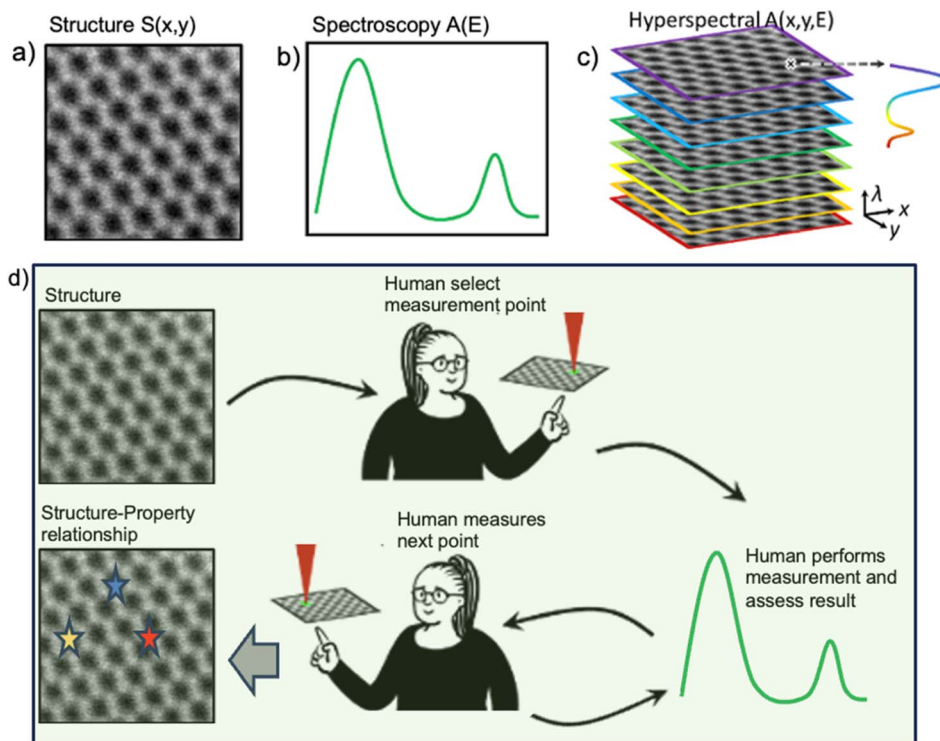 a)
Structure S(x,y)
b)
Spectroscopy A(E)
c)
Hyperspectral A(x,y,E)
λ
x
y
d)
Structure
Human select
measurement point
Human performs
measurement and
assess result
Human measures
next point
Structure-Property
relationship